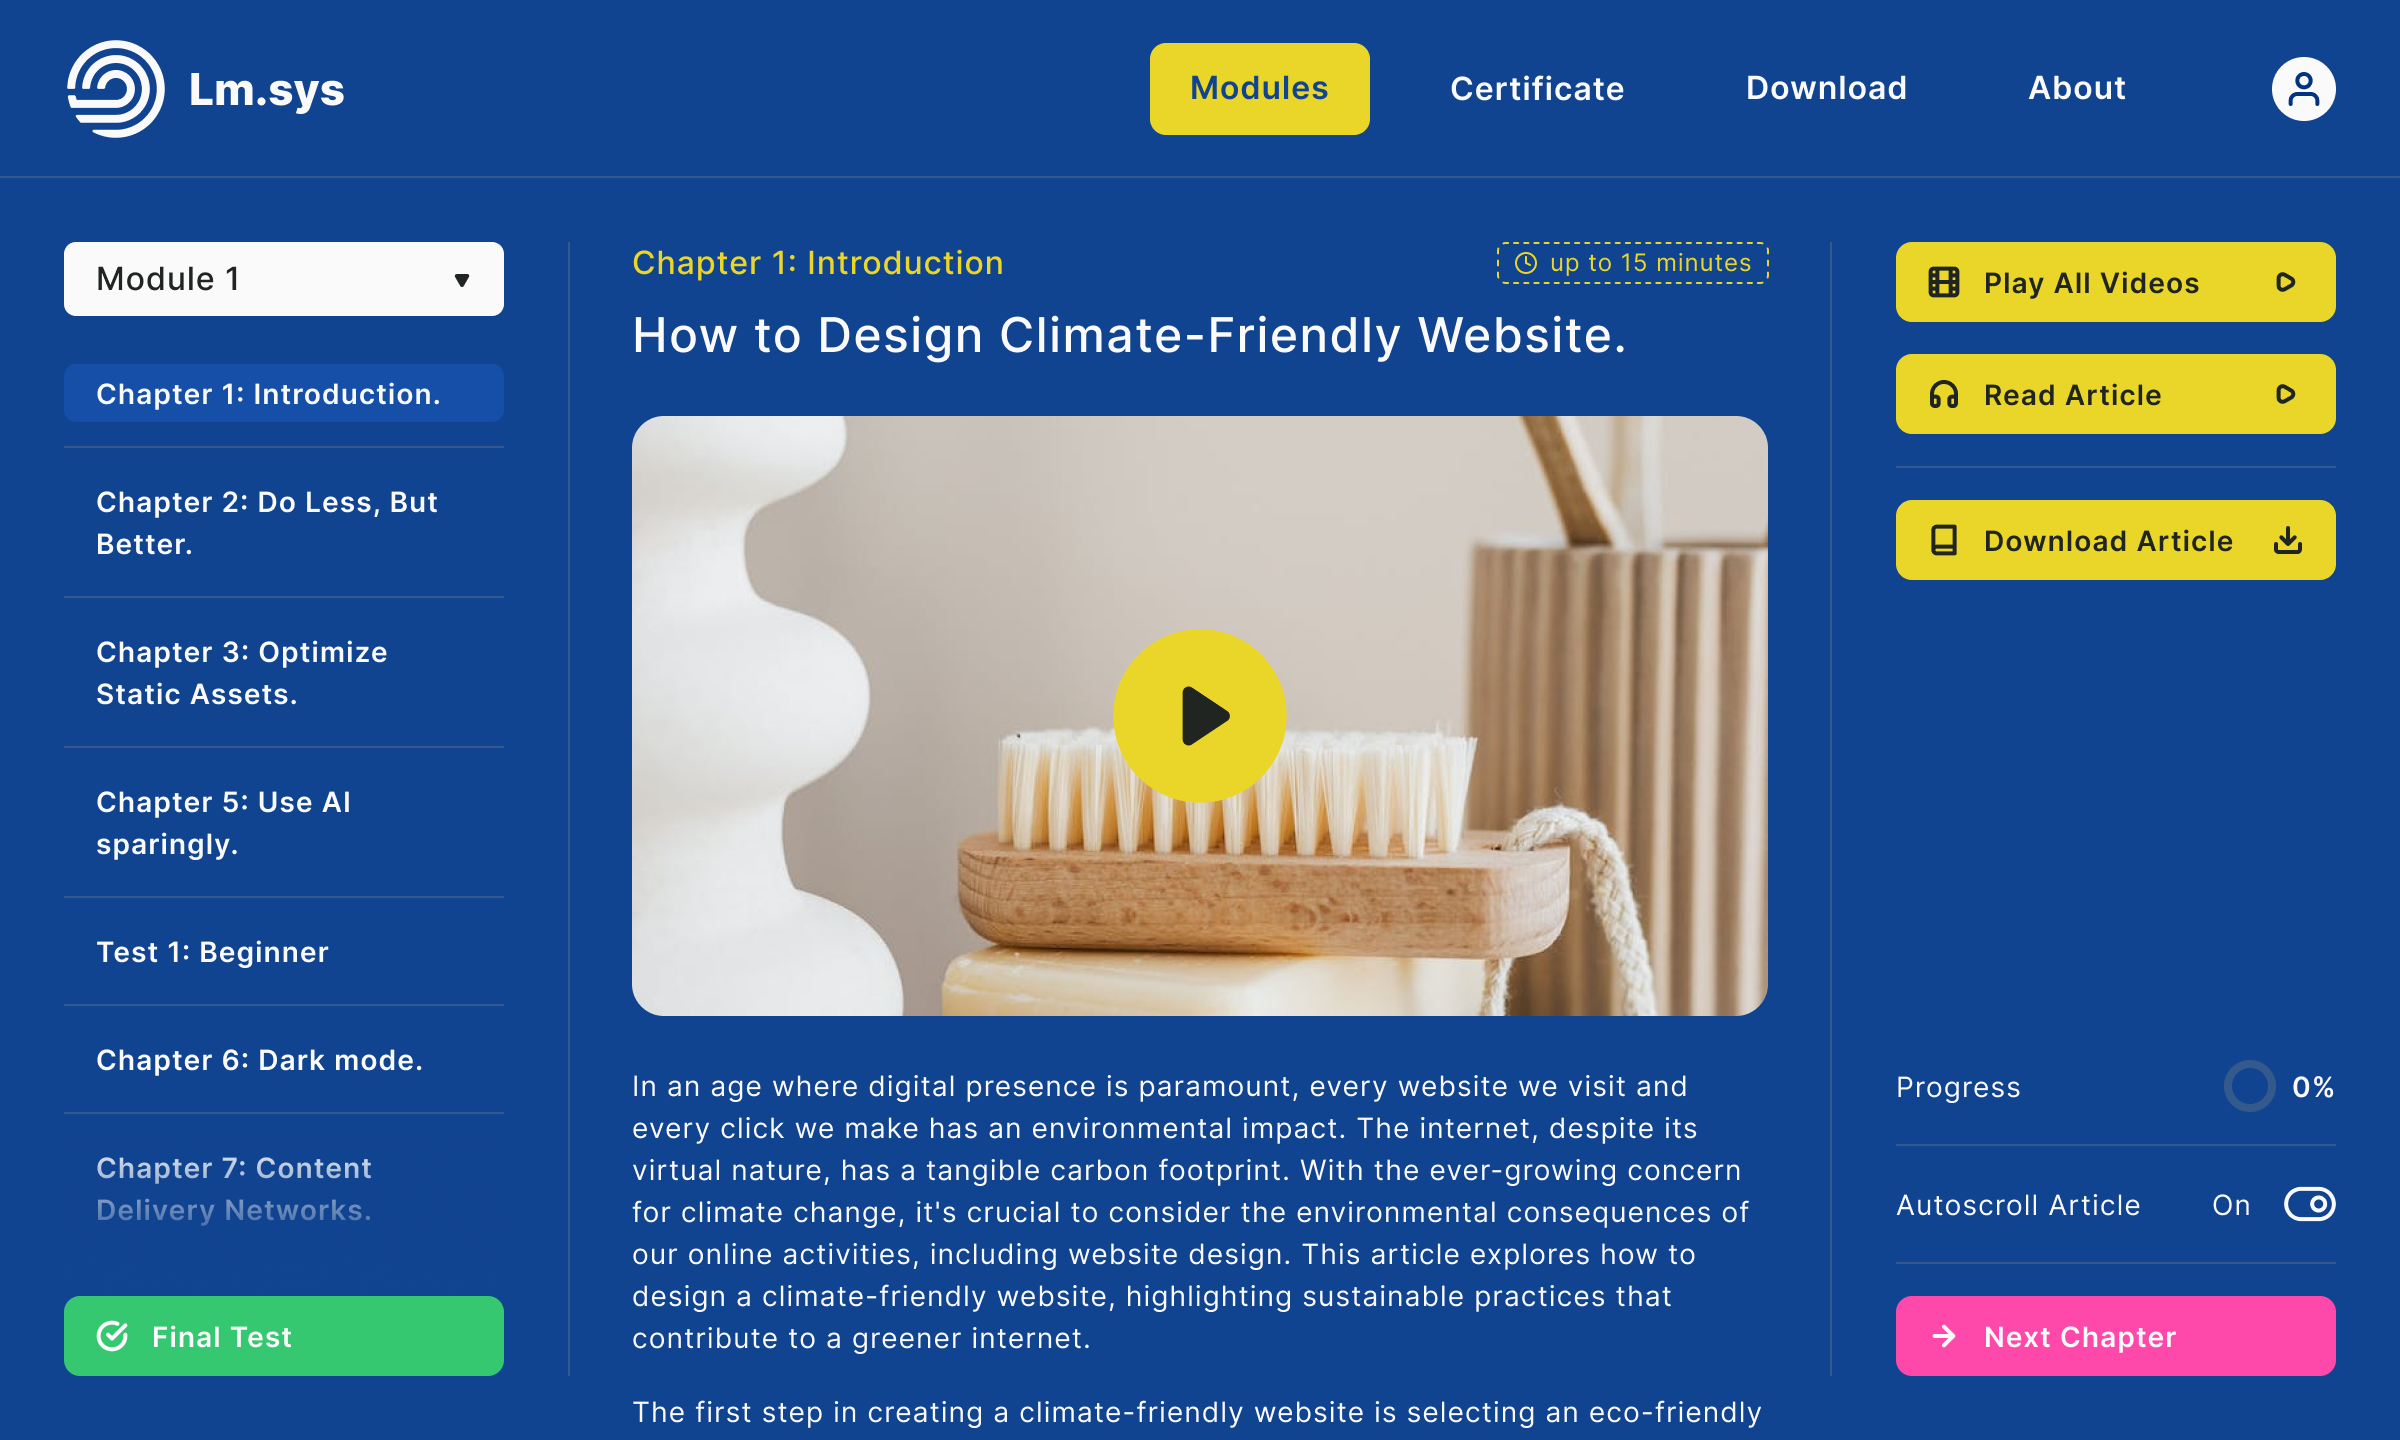 Lm.sys
Modules
Certificate
Download
About
Module 1
Chapter 1: Introduction.
Chapter 2: Do Less, But
Better.
Chapter 3: Optimize
Static Assets.
Chapter 5: Use AI
sparingly.
Test 1: Beginner
Chapter 6: Dark mode.
Chapter 7: Content
Delivery Networks.
Final Test
Chapter 1: Introduction
up to 15 minutes
How to Design Climate-Friendly Website.
In an age where digital presence is paramount, every website we visit and
every click we make has an environmental impact. The internet, despite its
virtual nature, has a tangible carbon footprint. With the ever-growing concern
for climate change, it's crucial to consider the environmental consequences of
our online activities, including website design. This article explores how to
design a climate-friendly website, highlighting sustainable practices that
contribute to a greener internet.
The first step in creating a climate-friendly website is selecting an eco-friendly
Play All Videos
Read Article
Download Article
Progress
0%
Autoscroll Article
On
Next Chapter